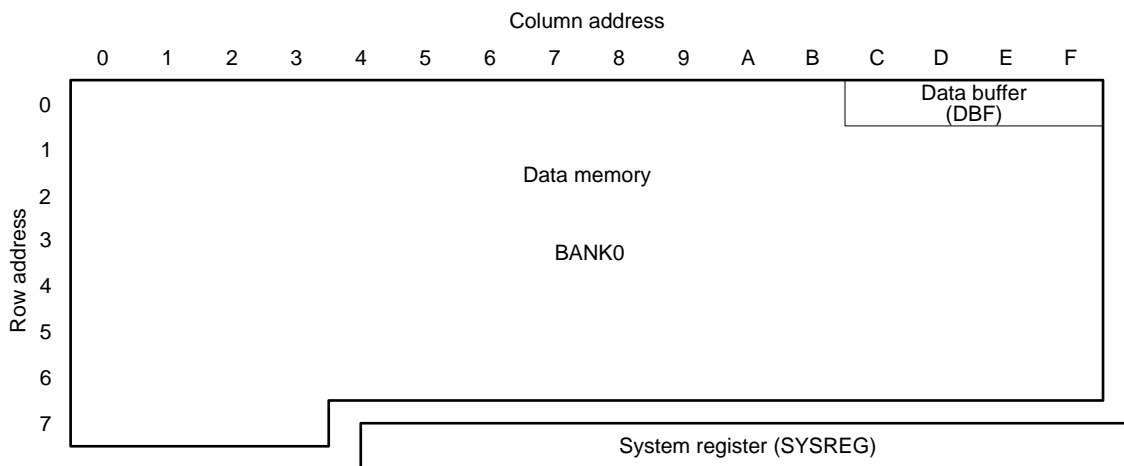 Column address
0 1 2 3 4 5 6 7 8 9 A B C D E F
Row address
0
1
2
3
4
5
6
7
Data buffer
(DBF)
Data memory
BANK0
System register (SYSREG)